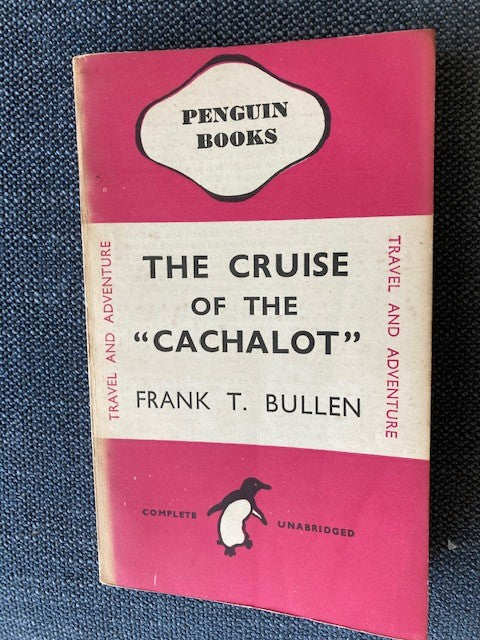 PENGUIN
BOOKS
TRAVEL AND ADVENTURE
THE CRUISE
OF THE
“CACHALOT”
FRANK T. BULLEN
TRAVEL AND ADVENTURE
COMPLETE
UNABRIDGED